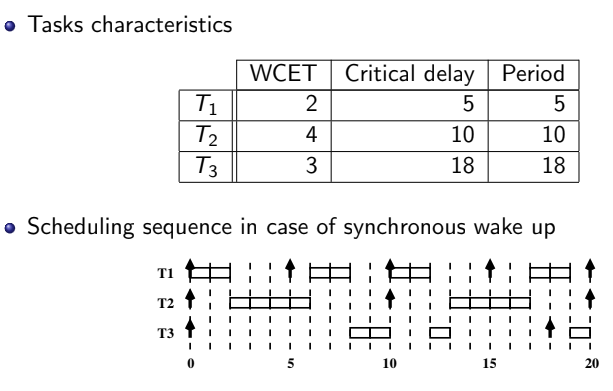 Tasks characteristics
WCET Critical delay Period
T1 2 5 5
T2 4 10 10
T3 3 18 18
Scheduling sequence in case of synchronous wake up
T1
T2
T3
0 5 10 15 20